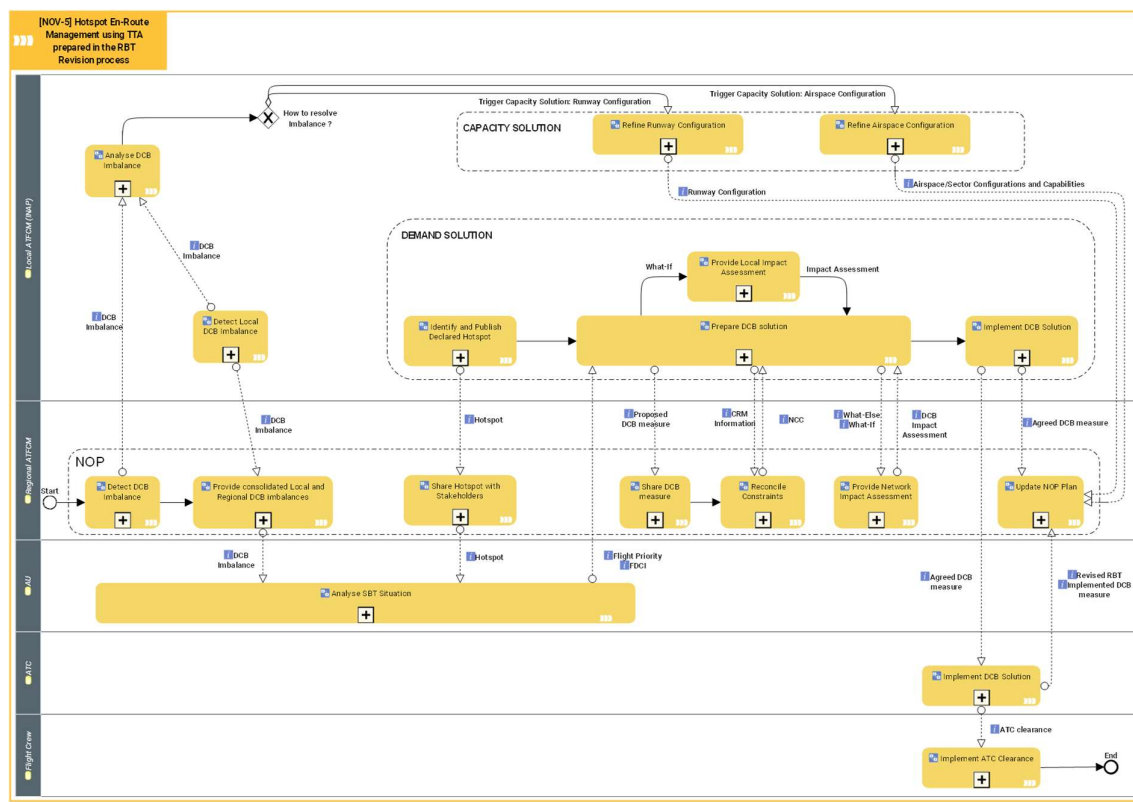 [NOV-5] Hotspot En-Route
Management using TTA
prepared in the RBT
Revision process
Local ATFCM (INAP)
How to resolve
Imbalance ?
Trigger Capacity Solution: Runway Configuration
Trigger Capacity Solution: Airspace Configuration
CAPACITY SOLUTION
Refine Runway Configuration
Refine Airspace Configuration
Analyse DCB
Imbalance
Runway Configuration
Airspace/Sector Configurations and Capabilities
DCB
Imbalance
DCB
Imbalance
Detect Local
DCB Imbalance
DEMAND SOLUTION
What-If
Provide Local Impact
Assessment
Impact Assessment
Identify and Publish
Declared Hotspot
Prepare DCB solution
Implement DCB Solution
Regional ATFCM
DCB
Imbalance
Hotspot
Proposed
DCB measure
CRM
Information
NCC
What-Else:
What-If
DCB
Impact
Assessment
Agreed DCB measure
NOP
Start
Detect DCB
Imbalance
Provide consolidated Local and
Regional DCB imbalances
Share Hotspot with
Stakeholders
Share DCB
measure
Reconcile
Constraints
Provide Network
Impact Assessment
Update NOP Plan
AU
DCB
Imbalance
Hotspot
Flight Priority
FDCI
Analyse SBT Situation
Agreed DCB
measure
Revised RBT
Implemented DCB
measure
ATC
Implement DCB Solution
Flight Crew
ATC clearance
Implement ATC Clearance
End